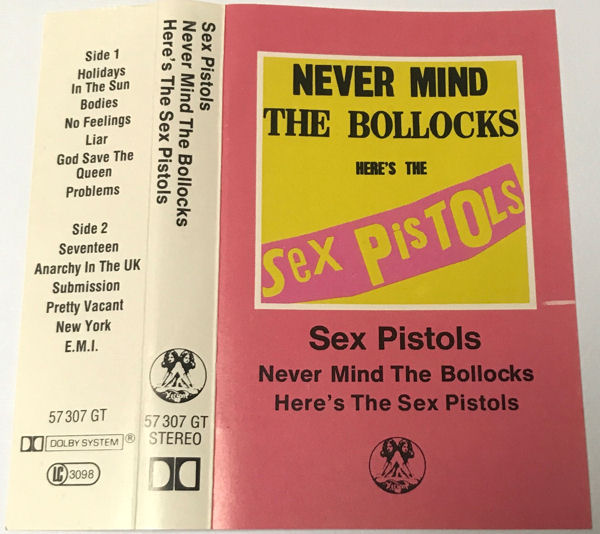 Side 1
Holidays
In The Sun
Bodies
No Feelings
Liar
God Save The
Queen
Problems
Side 2
Seventeen
Anarchy In The UK
Submission
Pretty Vacant
New York
E.M.I.
57 307 GT
DOLBY SYSTEM ®
LC 3098
Sex Pistols
Never Mind The Bollocks
Here's The Sex Pistols
Virgin
57 307 GT
STEREO
NEVER MIND
THE BOLLOCKS
HERE'S THE
Sex PisTOLs
Sex Pistols
Never Mind The Bollocks
Here's The Sex Pistols
Virgin